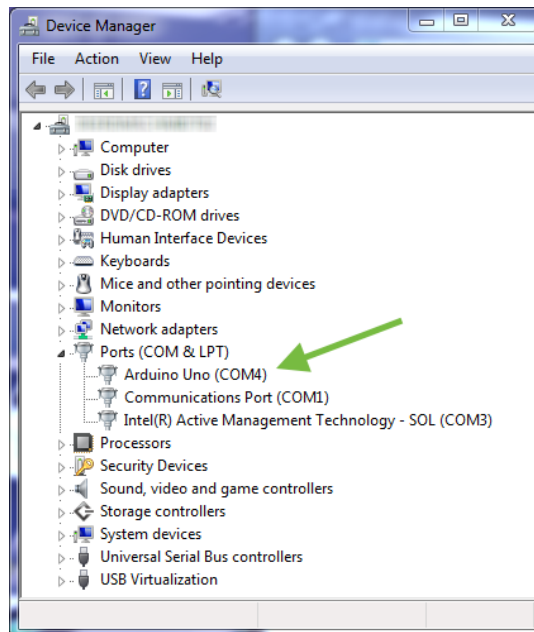 Device Manager
File Action View Help
Computer
Disk drives
Display adapters
DVD/CD-ROM drives
Human Interface Devices
Keyboards
Mice and other pointing devices
Monitors
Network adapters
Ports (COM & LPT)
Arduino Uno (COM4)
Communications Port (COM1)
Intel(R) Active Management Technology - SOL (COM3)
Processors
Security Devices
Sound, video and game controllers
Storage controllers
System devices
Universal Serial Bus controllers
USB Virtualization